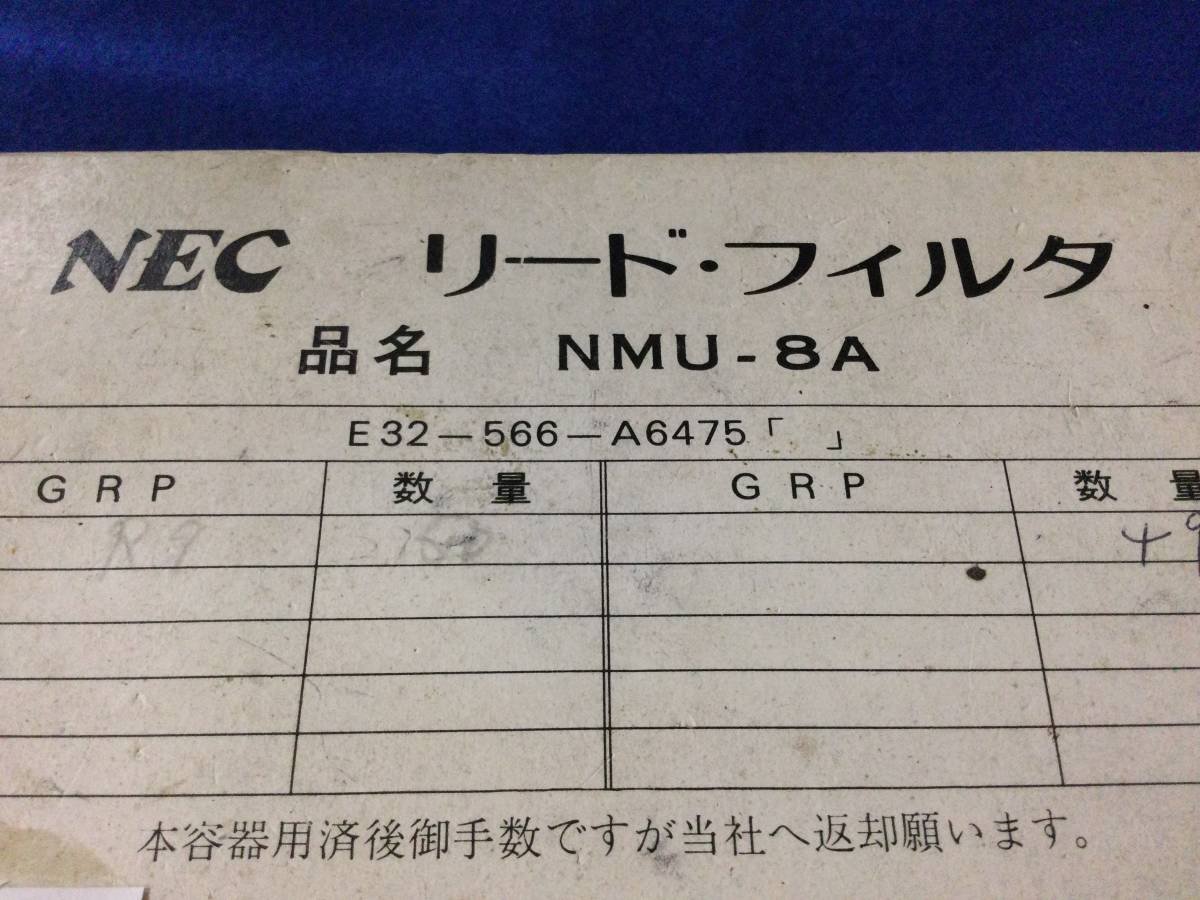 NEC リード・フィルタ
品名 NMU-8A
E32-566-A6475「 」
GRP 数量 GRP 数量
R9
本容器用済後御手数ですが当社へ返却願います。